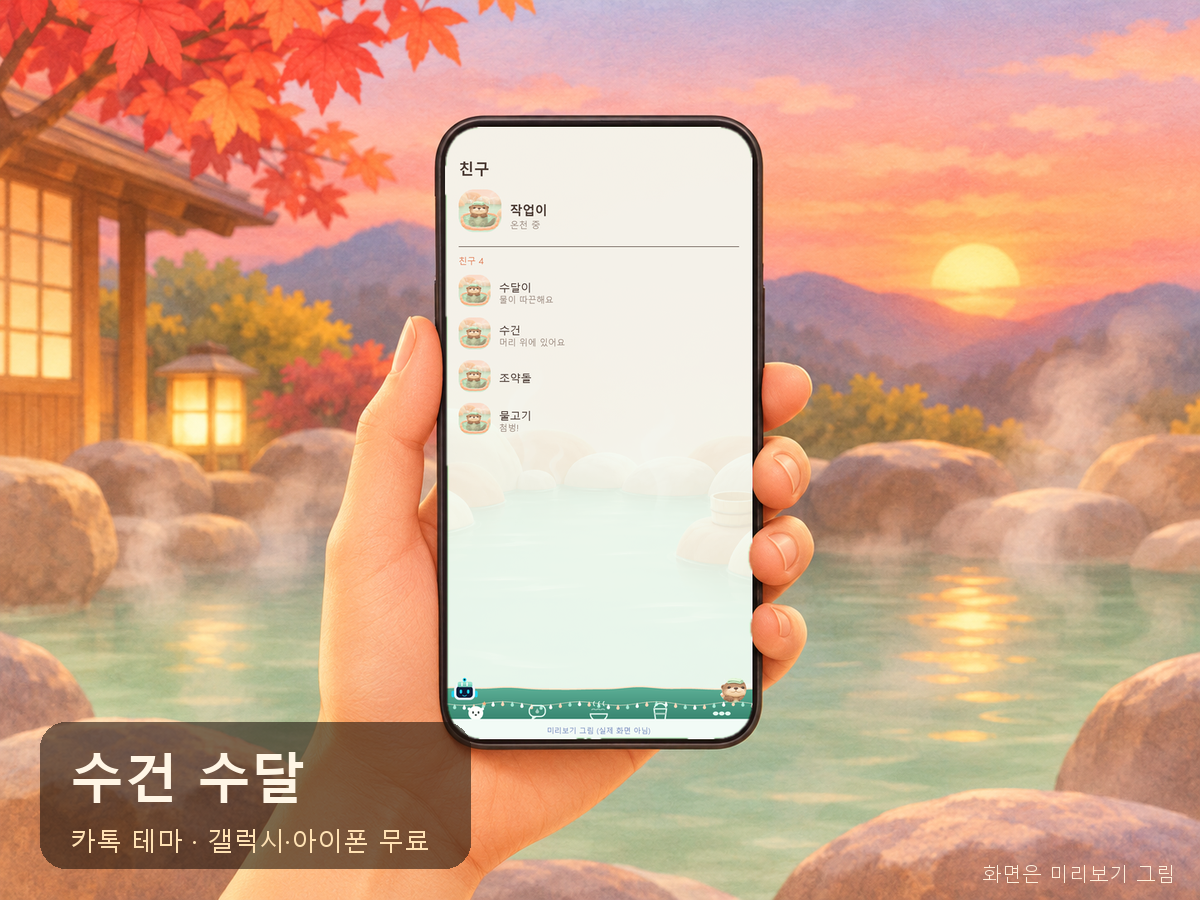 친구
작업이
온전 중
친구 4
수달이
물이 따끈해요
수건
머리 위에 있어요
조약돌
물고기
첨벙!
미리보기 그림 (실제 화면 아님)
수건 수달
카톡 테마 · 갤럭시·아이폰 무료
화면은 미리보기 그림